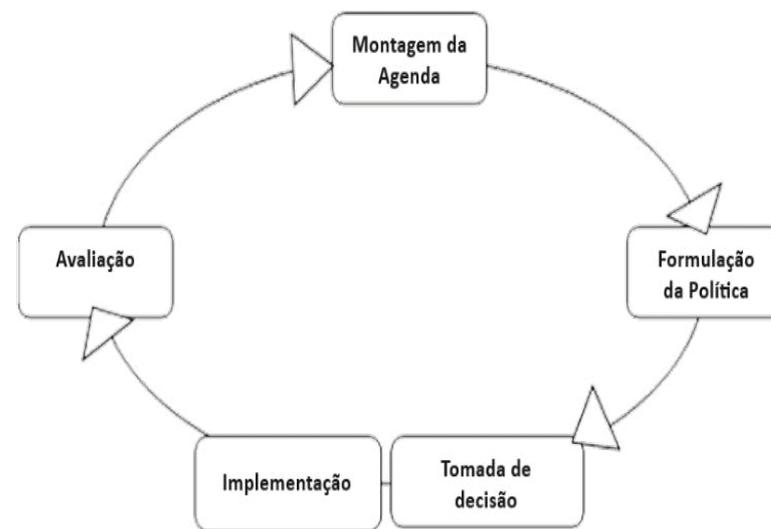 Montagem da
Agenda
Formulação
da Política
Tomada de
decisão
Implementação
Avaliação